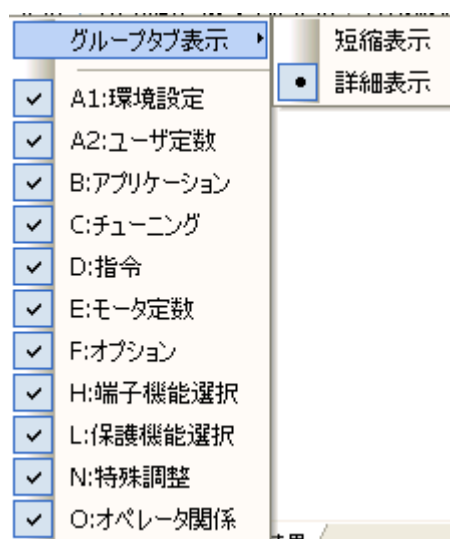 グループタブ表示
短縮表示
詳細表示
A1:環境設定
A2:ユーザ定数
B:アプリケーション
C:チューニング
D:指令
E:モータ定数
F:オプション
H:端子機能選択
L:保護機能選択
N:特殊調整
O:オペレータ関係